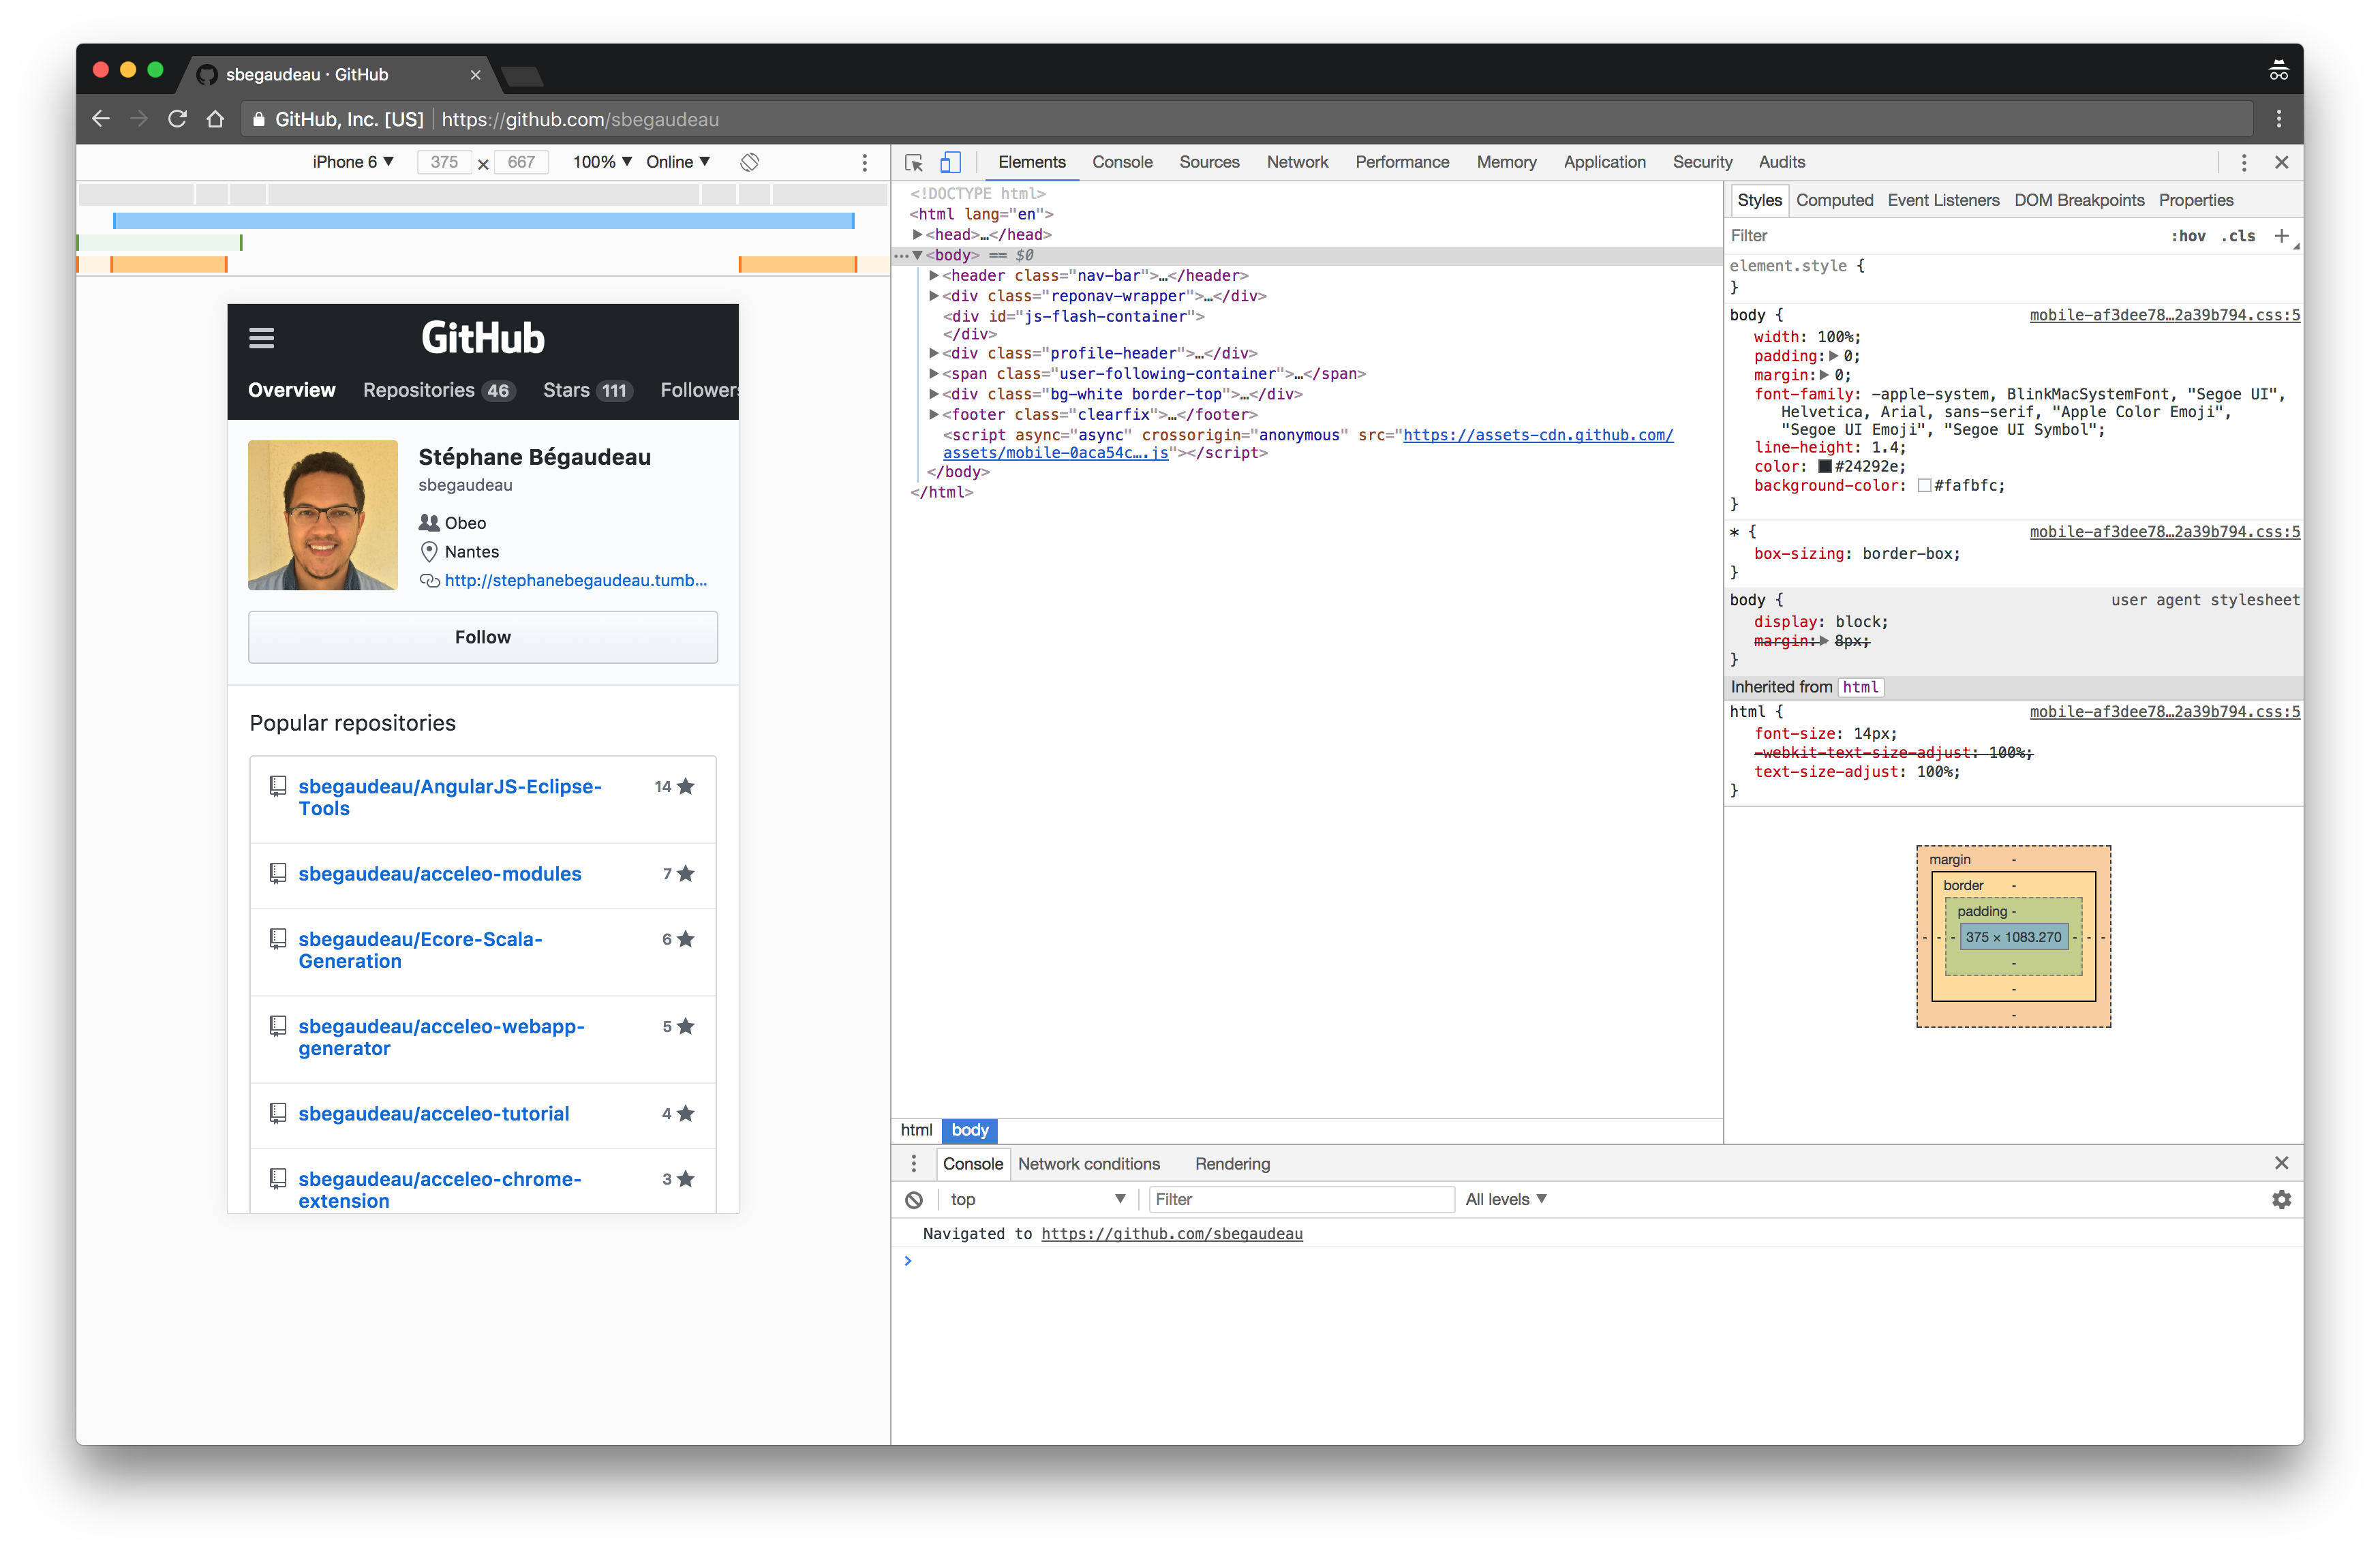 sbegaudeau · GitHub
GitHub, Inc. [US] https://github.com/sbegaudeau
iPhone 6 ▼ 375 × 667 100% ▼ Online ▼
GitHub
Overview Repositories 46 Stars 111 Followers
Stéphane Bégaudeau
sbegaudeau
Obeo
Nantes
http://stephanebegaudeau.tumb...
Follow
Popular repositories
sbegaudeau/AngularJS-Eclipse-
Tools
14
sbegaudeau/acceleo-modules
7
sbegaudeau/Ecore-Scala-
Generation
6
sbegaudeau/acceleo-webapp-
generator
5
sbegaudeau/acceleo-tutorial
4
sbegaudeau/acceleo-chrome-
extension
3
Elements Console Sources Network Performance Memory Application Security Audits
<!DOCTYPE html>
<html lang="en">
▶<head>…</head>
…▼<body> == $0
▶<header class="nav-bar">…</header>
▶<div class="reponav-wrapper">…</div>
<div id="js-flash-container">
</div>
▶<div class="profile-header">…</div>
▶<span class="user-following-container">…</span>
▶<div class="bg-white border-top">…</div>
▶<footer class="clearfix">…</footer>
<script async="async" crossorigin="anonymous" src="https://assets-cdn.github.com/
assets/mobile-0aca54c….js"></script>
</body>
</html>
html body
Styles Computed Event Listeners DOM Breakpoints Properties
Filter :hov .cls +
element.style {
}
body { mobile-af3dee78…2a39b794.css:5
width: 100%;
padding:▶ 0;
margin:▶ 0;
font-family: -apple-system, BlinkMacSystemFont, "Segoe UI",
Helvetica, Arial, sans-serif, "Apple Color Emoji",
"Segoe UI Emoji", "Segoe UI Symbol";
line-height: 1.4;
color: #24292e;
background-color: #fafbfc;
}
* { mobile-af3dee78…2a39b794.css:5
box-sizing: border-box;
}
body { user agent stylesheet
display: block;
margin:▶ 8px;
}
Inherited from html
html { mobile-af3dee78…2a39b794.css:5
font-size: 14px;
-webkit-text-size-adjust: 100%;
text-size-adjust: 100%;
}
margin -
border -
padding -
- - - 375 × 1083.270 - - -
-
-
-
Console Network conditions Rendering
top ▼ Filter All levels ▼
Navigated to https://github.com/sbegaudeau
>